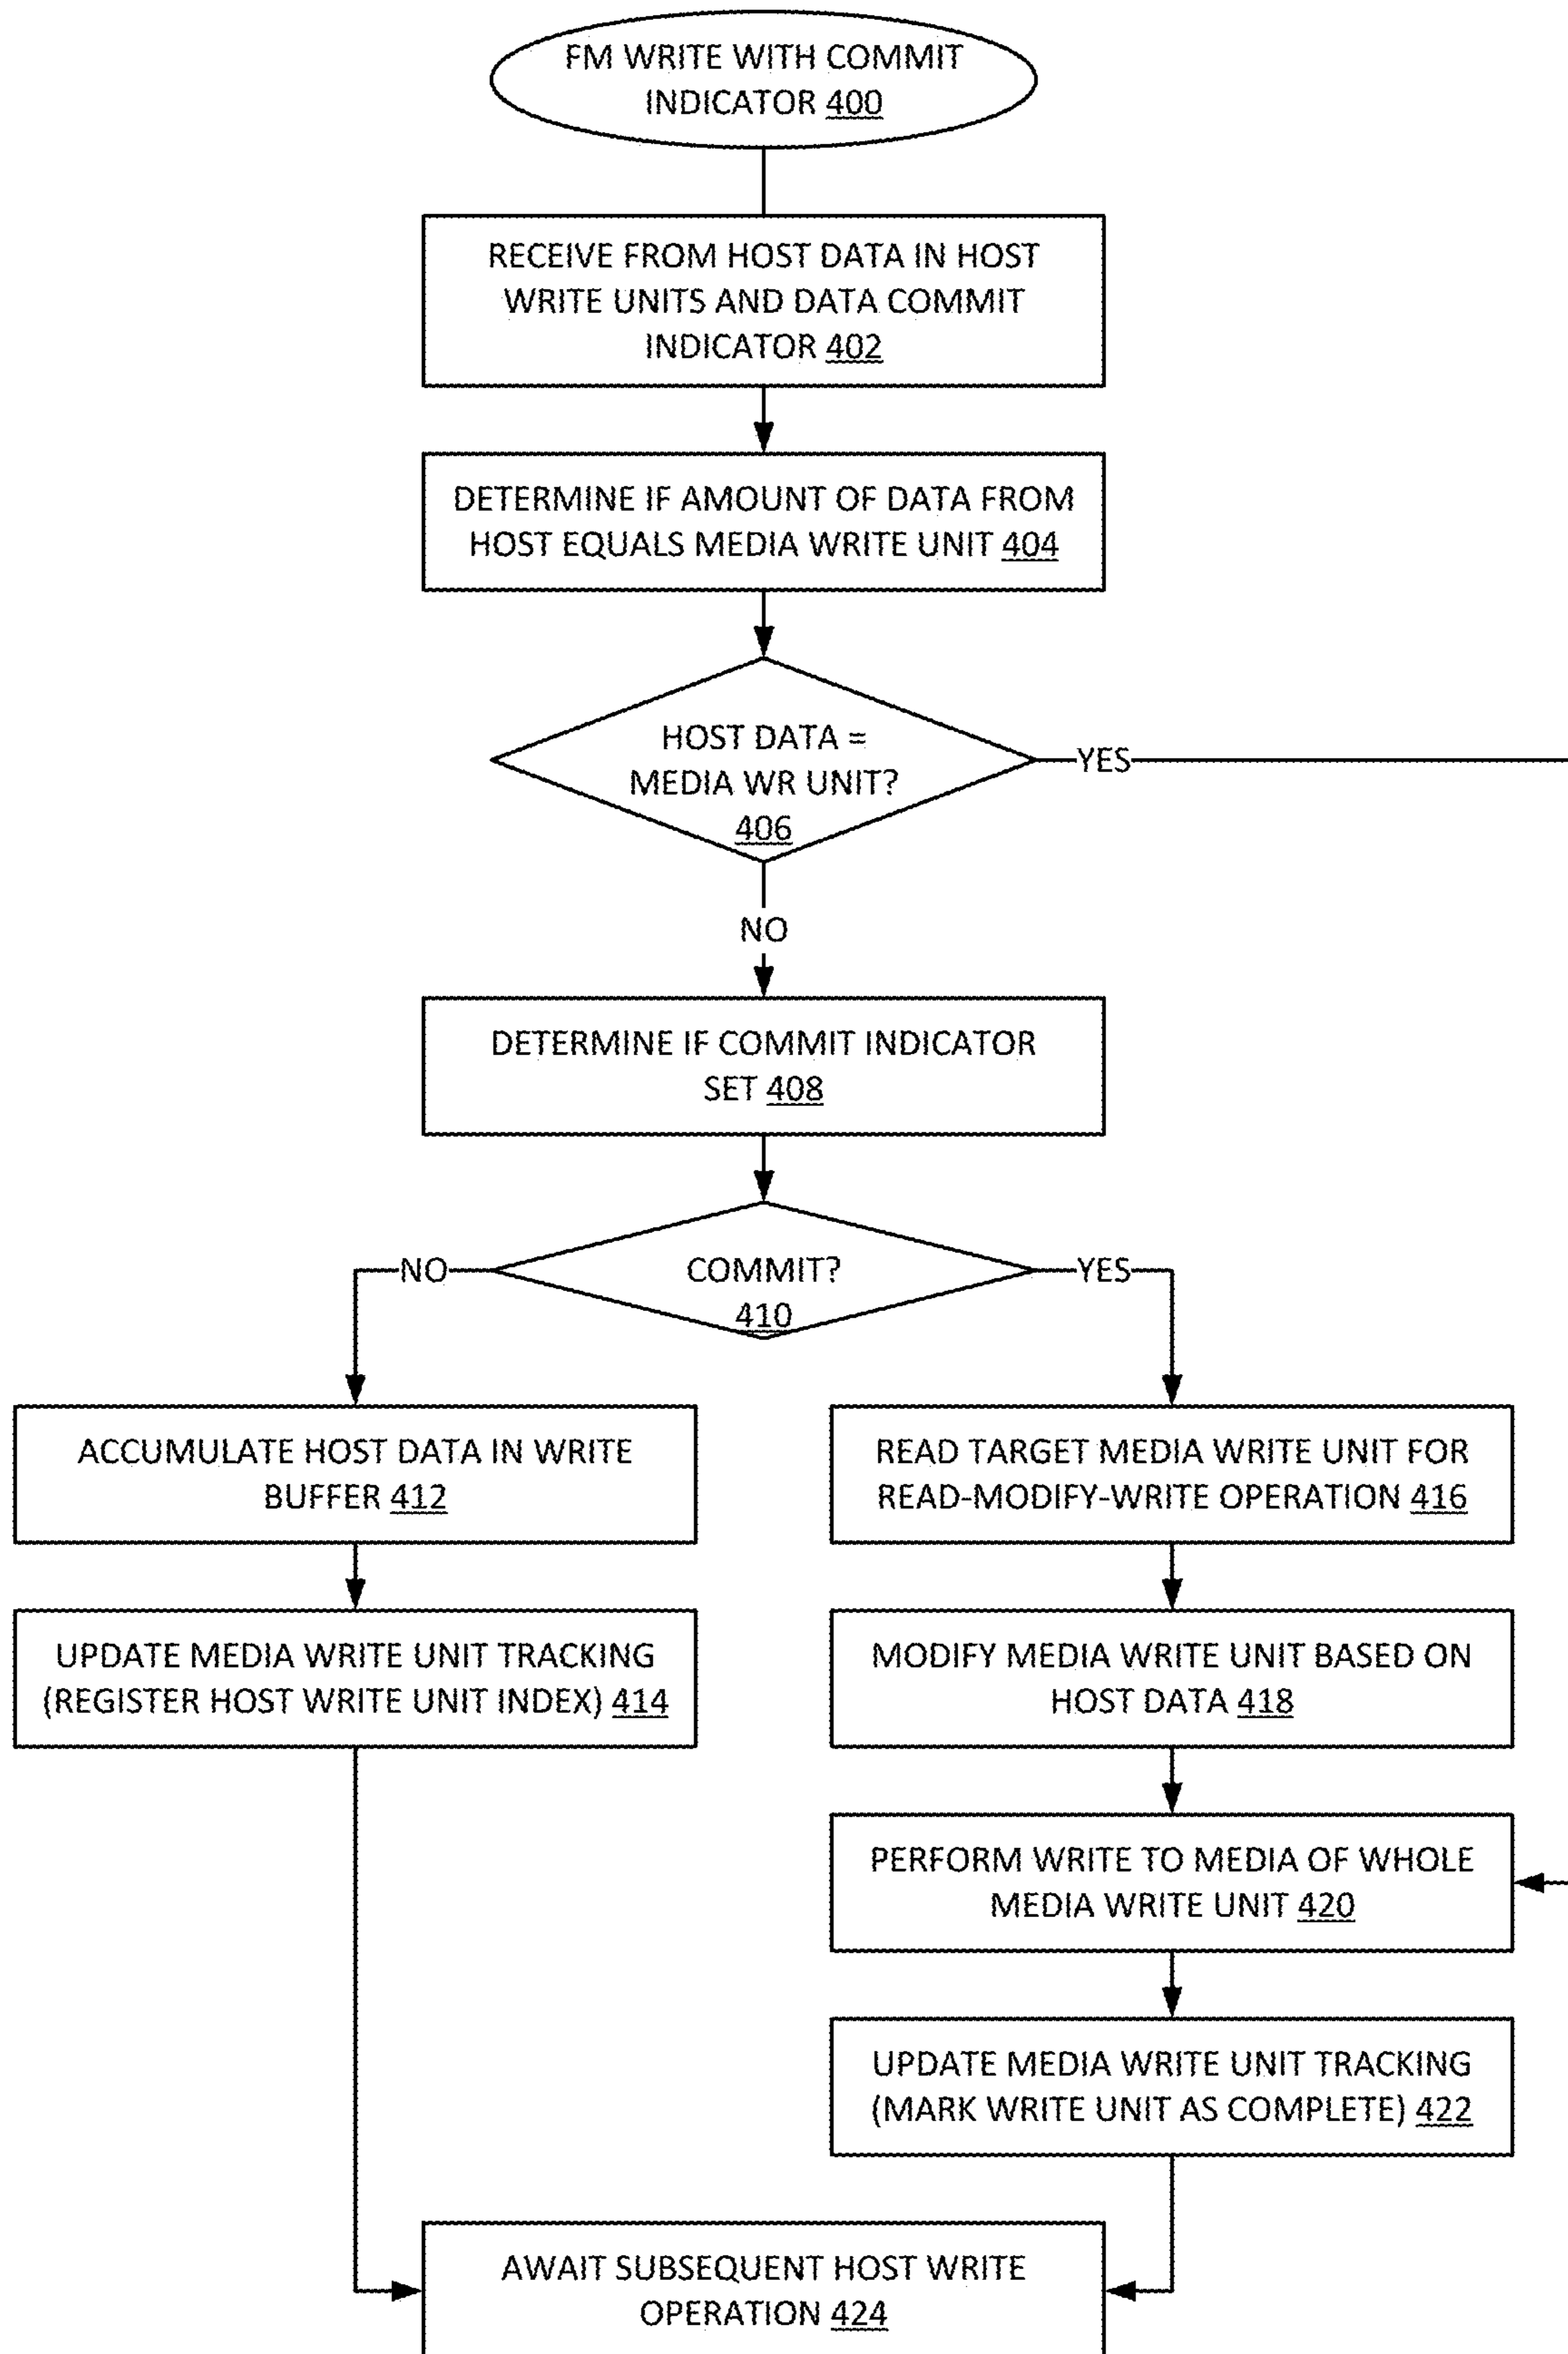 FM WRITE WITH COMMIT
INDICATOR 400
RECEIVE FROM HOST DATA IN HOST
WRITE UNITS AND DATA COMMIT
INDICATOR 402
DETERMINE IF AMOUNT OF DATA FROM
HOST EQUALS MEDIA WRITE UNIT 404
HOST DATA =
MEDIA WR UNIT?
406
YES
NO
DETERMINE IF COMMIT INDICATOR
SET 408
COMMIT?
410
NO
YES
ACCUMULATE HOST DATA IN WRITE
BUFFER 412
UPDATE MEDIA WRITE UNIT TRACKING
(REGISTER HOST WRITE UNIT INDEX) 414
READ TARGET MEDIA WRITE UNIT FOR
READ-MODIFY-WRITE OPERATION 416
MODIFY MEDIA WRITE UNIT BASED ON
HOST DATA 418
PERFORM WRITE TO MEDIA OF WHOLE
MEDIA WRITE UNIT 420
UPDATE MEDIA WRITE UNIT TRACKING
(MARK WRITE UNIT AS COMPLETE) 422
AWAIT SUBSEQUENT HOST WRITE
OPERATION 424